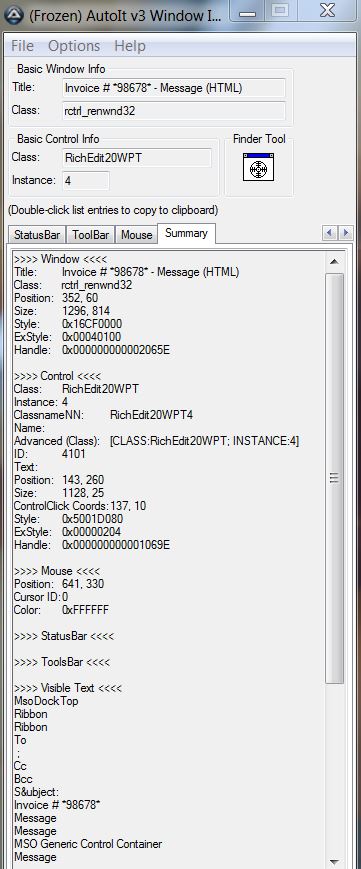 (Frozen) AutoIt v3 Window I...
File Options Help
Basic Window Info
Title: Invoice # *98678* - Message (HTML)
Class: rctrl_renwnd32
Basic Control Info
Finder Tool
Class: RichEdit20WPT
Instance: 4
(Double-click list entries to copy to clipboard)
StatusBar ToolBar Mouse Summary
>>>> Window <<<<
Title: Invoice # *98678* - Message (HTML)
Class: rctrl_renwnd32
Position: 352, 60
Size: 1296, 814
Style: 0x16CF0000
ExStyle: 0x00040100
Handle: 0x000000000002065E
>>>> Control <<<<
Class: RichEdit20WPT
Instance: 4
ClassnameNN: RichEdit20WPT4
Name:
Advanced (Class): [CLASS:RichEdit20WPT; INSTANCE:4]
ID: 4101
Text:
Position: 143, 260
Size: 1128, 25
ControlClick Coords: 137, 10
Style: 0x5001D080
ExStyle: 0x00000204
Handle: 0x000000000001069E
>>>> Mouse <<<<
Position: 641, 330
Cursor ID: 0
Color: 0xFFFFFF
>>>> StatusBar <<<<
>>>> ToolsBar <<<<
>>>> Visible Text <<<<
MsoDockTop
Ribbon
Ribbon
To
;
Cc
Bcc
S&ubject:
Invoice # *98678*
Message
Message
MSO Generic Control Container
Message